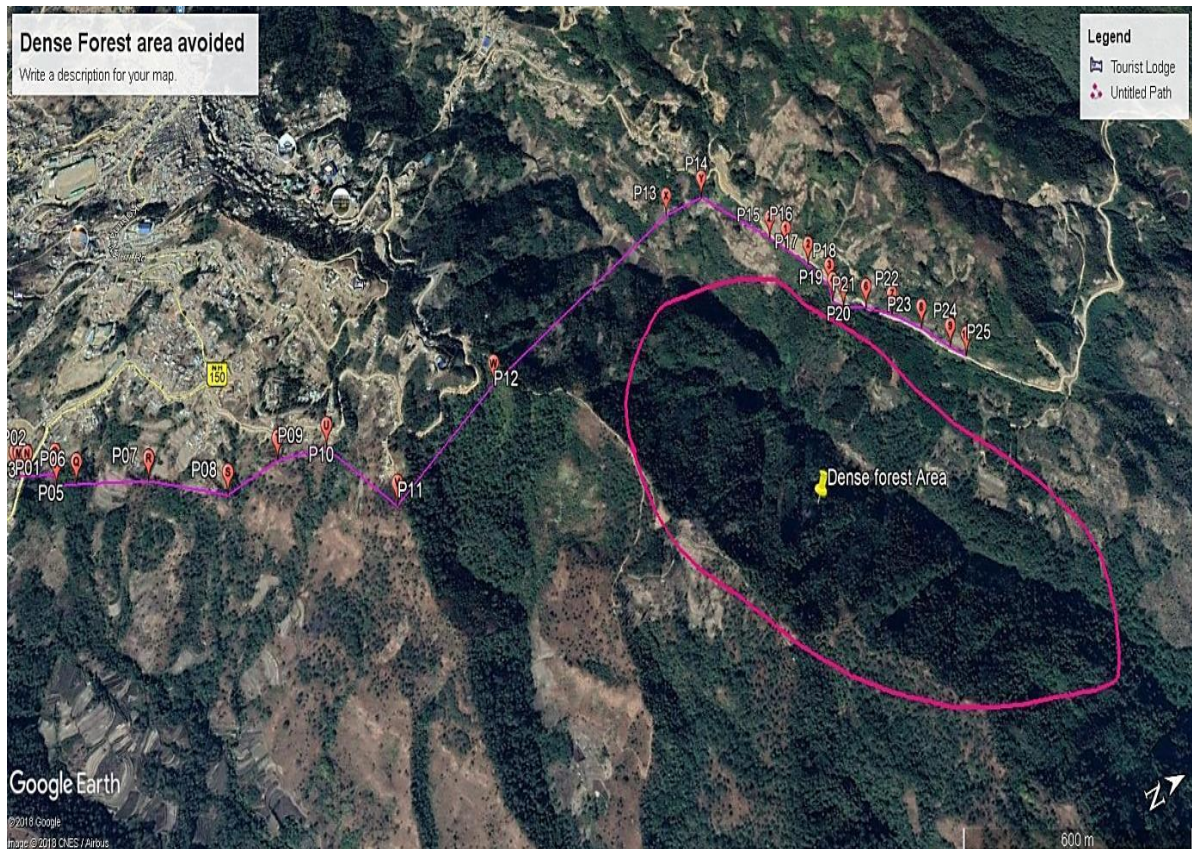 Dense Forest area avoided
Write a description for your map.
Legend
Tourist Lodge
Untitled Path
P14
P13
P15
P16
P17
P18
P19
P21
P22
P20
P23
P24
P25
P12
NH
150
P02
P01
P06
P05
P07
R
P08
S
P09
U
P10
P11
W
X
Y
Q
M
N
Dense forest Area
Google Earth
©2018 Google
Image © 2018 CNES / Airbus
N
600 m